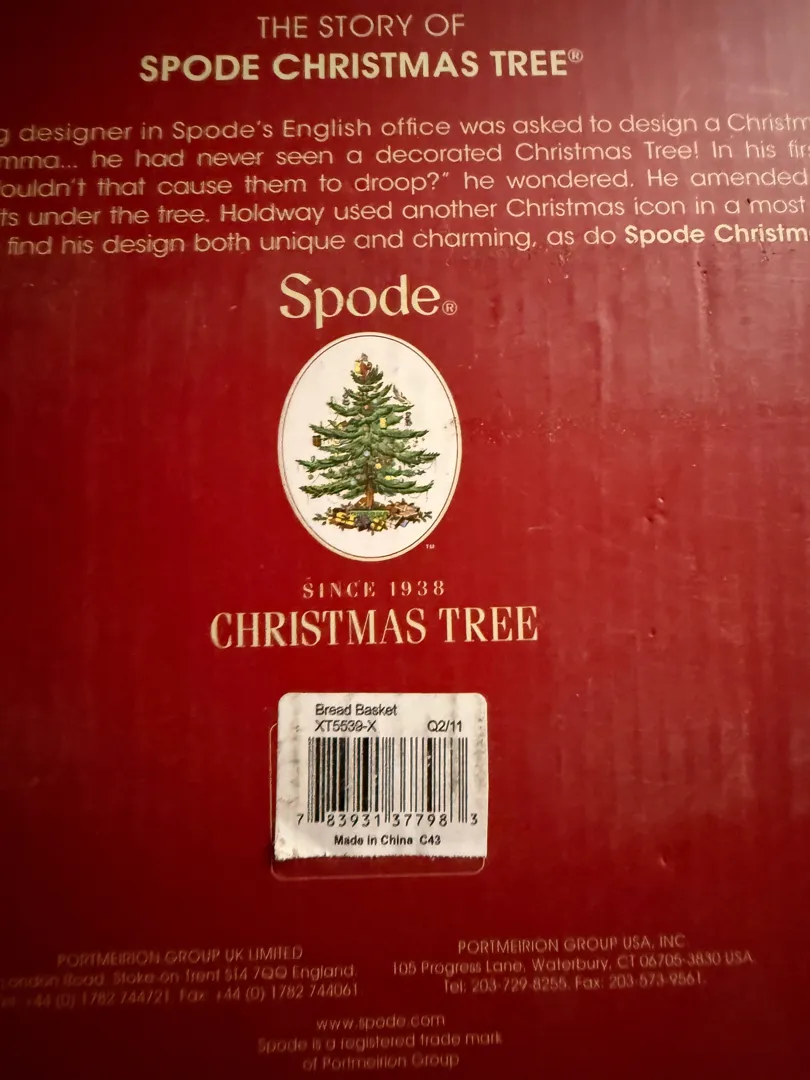 THE STORY OF
SPODE CHRISTMAS TREE®
designer in Spode's English office was asked to design a
he had never seen a decorated Christmas Tree! In his
that cause them to droop?" he wondered. He amended
under the tree. Holdway used another Christmas icon in a most
find his design both unique and charming, as do Spode
Spode®
TM
SINCE 1938
CHRISTMAS TREE
Bread Basket
XT5539-X Q2/11
7 83931 37798 3
Made in China C43
PORTMEIRION GROUP UK LIMITED
Road, Stoke on Trent ST4 7QQ England.
+44 (0) 1782 744721 Fax: +44 (0) 1782 744061
PORTMEIRION GROUP USA, INC
105 Progress Lane, Waterbury, CT 06705-3830 USA
Tel: 203-729-8255. Fax: 203-573-9561.
www.spode.com
Spode is a registered trade mark
of Portmeirion Group